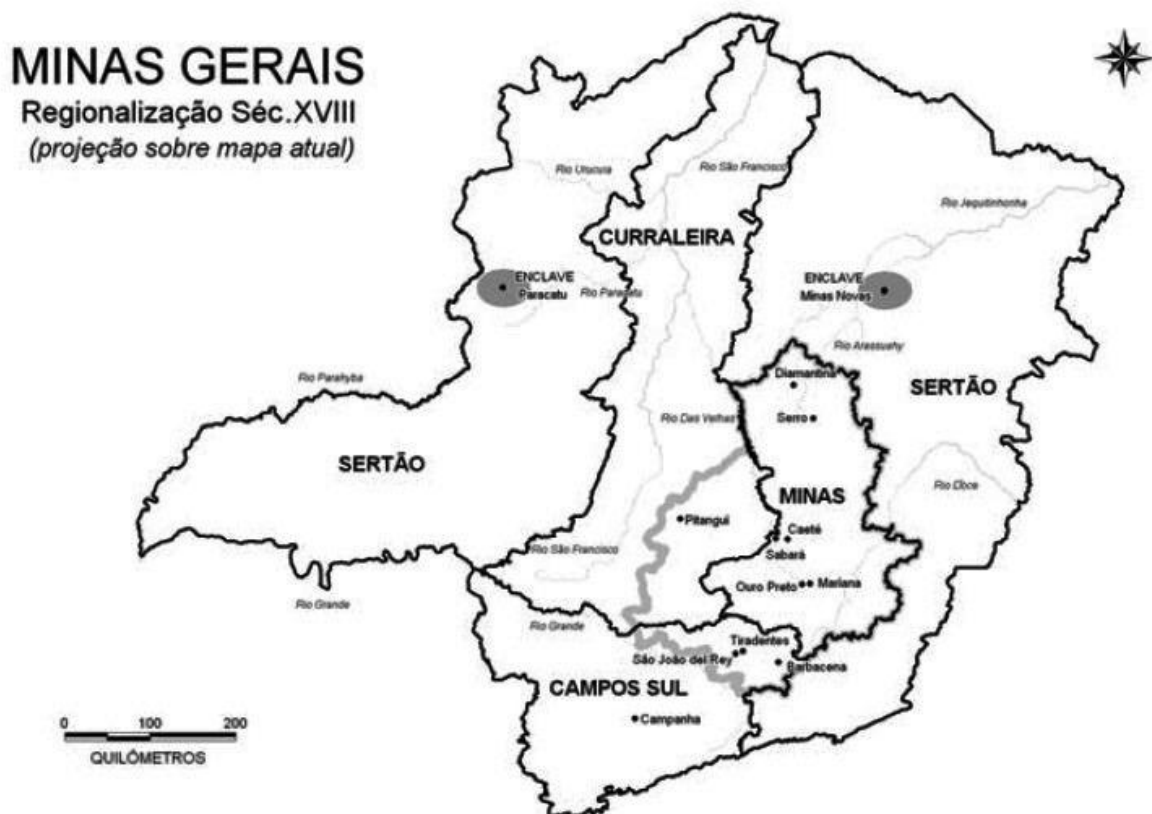 MINAS GERAIS
Regionalização Séc.XVIII
(projeção sobre mapa atual)
Rio Urucuia
Rio São Francisco
Rio Jequitinhonha
CURRALEIRA
ENCLAVE
Paracatu
Rio Paracatu
ENCLAVE
Minas Novas
Rio Arassuahy
Rio Parahyba
Diamantina
SERTÃO
Rio Das Velhas
Serro
SERTÃO
Rio Doce
MINAS
Pitangui
Caeté
Sabará
Rio São Francisco
Ouro Preto
Mariana
Rio Grande
Rio Grande
Tiradentes
São João del Rey
Barbacena
CAMPOS SUL
Campanha
0 100 200
QUILÔMETROS